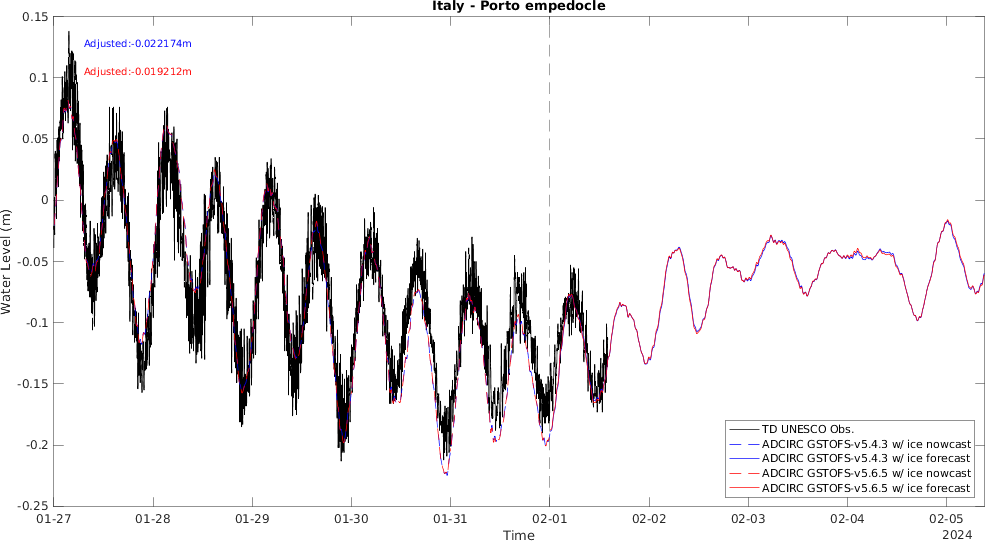 Italy - Porto empedocle
0.15
0.1
0.05
0
-0.05
-0.1
-0.15
-0.2
-0.25
Water Level (m)
Adjusted:-0.022174m
Adjusted:-0.019212m
TD UNESCO Obs.
ADCIRC GSTOFS-v5.4.3 w/ ice nowcast
ADCIRC GSTOFS-v5.4.3 w/ ice forecast
ADCIRC GSTOFS-v5.6.5 w/ ice nowcast
ADCIRC GSTOFS-v5.6.5 w/ ice forecast
01-27 01-28 01-29 01-30 01-31 02-01 02-02 02-03 02-04 02-05
Time
2024